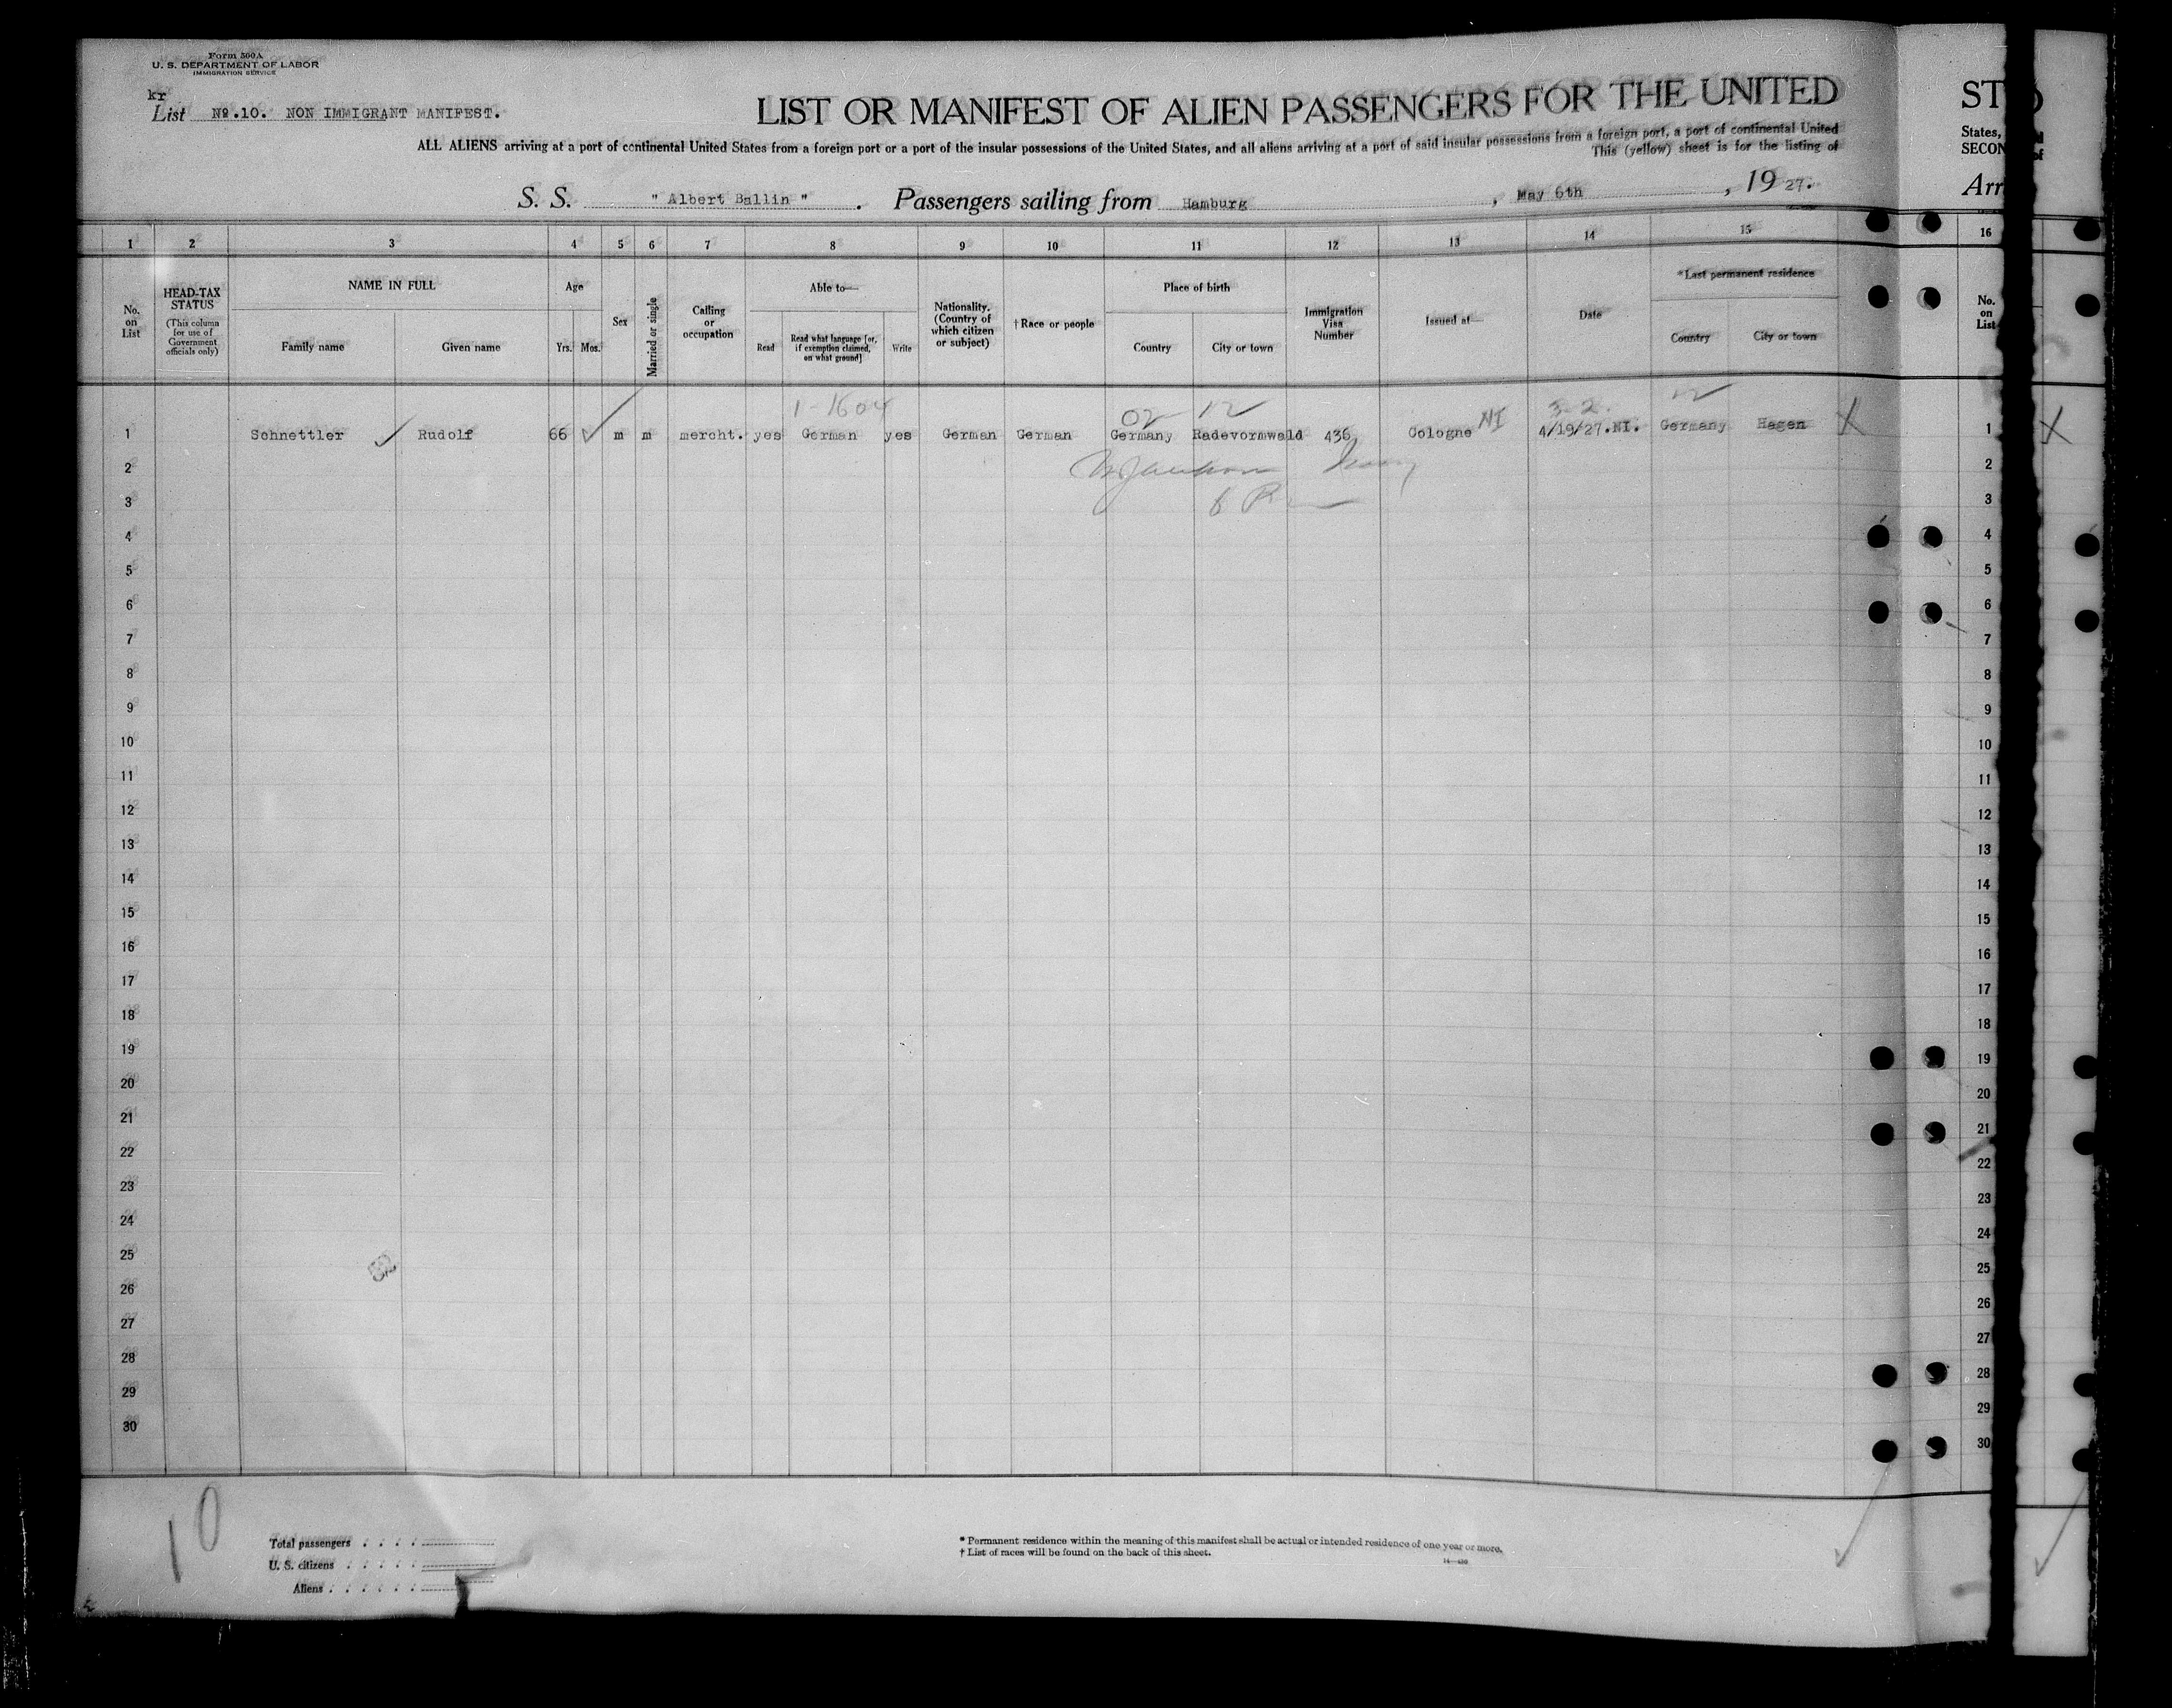 Form 500A
U. S. DEPARTMENT OF LABOR
IMMIGRATION SERVICE
kr
List No.10. NON IMMIGRANT MANIFEST.
LIST OR MANIFEST OF ALIEN PASSENGERS FOR THE UNITED
ST
ALL ALIENS arriving at a port of continental United States from a foreign port or a part of the insular possessions of the United States, and all aliens arriving at a port of said insular possessions from a foreign port, a port of continental United
States,
This (yellow) sheet is for the listing of
SECON
S. S. " Albert Ballin " . Passengers sailing from Hamburg , May 6th , 1927.
Arr
1 2 3 4 5 6 7 8 9 10 11 12 13 14 15 16
No. on List
HEAD-TAX STATUS
(This column for use of Government officials only)
NAME IN FULL
Family name
Given name
Age
Yrs. Mos.
Sex
Married or single
Calling or occupation
Able to—
Read
Read what language [or, if exemption claimed, on what ground]
Write
Nationality. (Country of which citizen or subject)
†Race or people
Place of birth
Country
City or town
Immigration Visa Number
Issued at—
Date
*Last permanent residence
Country
City or town
No. on List
1-1604 02 12 3-2.
1 Schnettler Rudolf 66 m m mercht. yes German yes German German Germany Radevormwald 436 Cologne NI 4/19/27.NI. Germany Hagen X 1 X
2 2
3 3
4 4
5 5
6 6
7 7
8 8
9 9
10 10
11 11
12 12
13 13
14 14
15 15
16 16
17 17
18 18
19 19
20 20
21 21
22 22
23 23
24 24
25 25
26 26
27 27
28 28
29 29
30 30
10
Total passengers
U. S. citizens
Aliens
* Permanent residence within the meaning of this manifest shall be actual or intended residence of one year or more.
† List of races will be found on the back of this sheet.